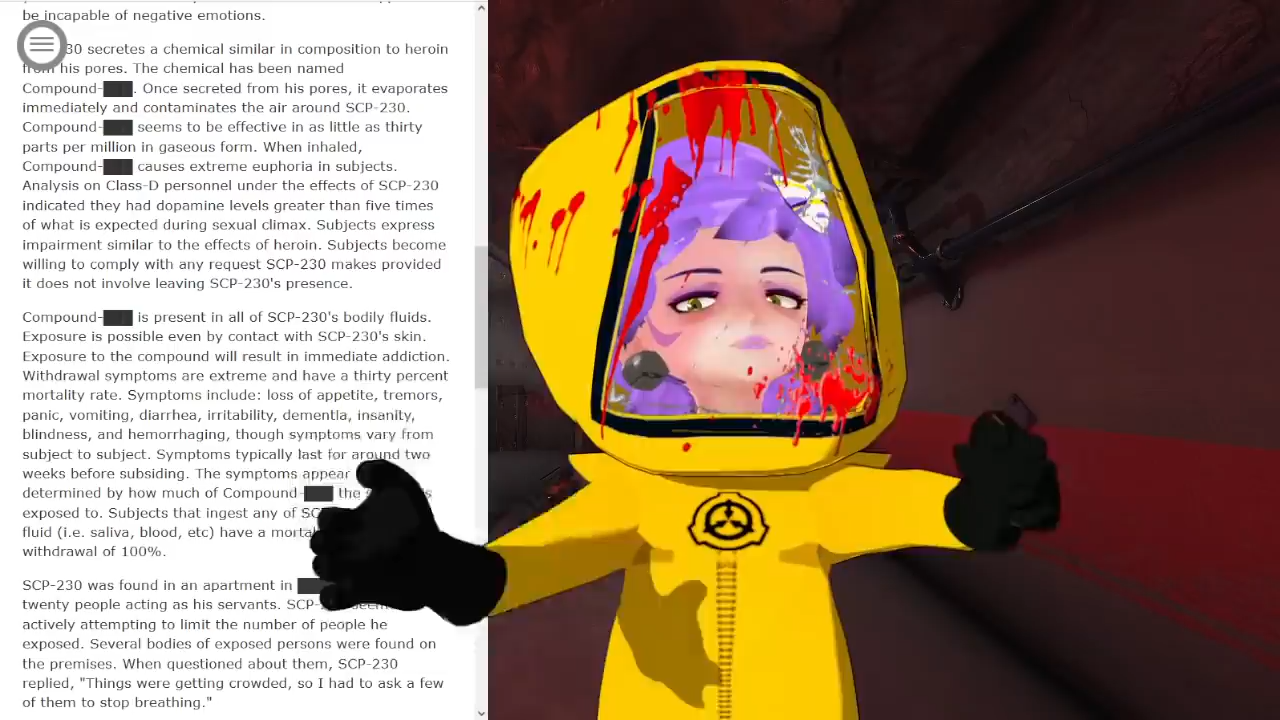 be incapable of negative emotions.
30 secretes a chemical similar in composition to heroin
from his pores. The chemical has been named
Compound-. Once secreted from his pores, it evaporates
immediately and contaminates the air around SCP-230.
Compound- seems to be effective in as little as thirty
parts per million in gaseous form. When inhaled,
Compound- causes extreme euphoria in subjects.
Analysis on Class-D personnel under the effects of SCP-230
indicate they had dopamine levels greater than five times
of what is expected during sexual climax. Subjects express
impairment similar to the effects of heroin. Subjects become
willing to comply with any request SCP-230 makes provided
it does not involve leaving SCP-230's presence.
Compound- is present in all of SCP-230's bodily fluids.
Exposure is possible even by contact with SCP-230's skin.
Exposure to the compound will result in immediate addiction.
Withdrawal symptoms are extreme and have a thirty percent
mortality rate. Symptoms include: loss of appetite, tremors,
panic, vomiting, diarrhea, irritability, dementia, insanity,
blindness, and hemorrhaging, though symptoms vary from
subject to subject. Symptoms typically last for around two
weeks before subsiding. The symptoms appear
determined by how much of Compound- the
exposed to. Subjects that ingest any of
fluid (i.e. saliva, blood, etc) have a
withdrawal of 100%.
SCP-230 was found in an apartment in
twenty people acting as his servants.
actively attempting to limit the number of people he
exposed. Several bodies of exposed persons were found on
the premises. When questioned about them, SCP-230
replied, "Things were getting crowded so I had to ask a few
them to stop breathing."